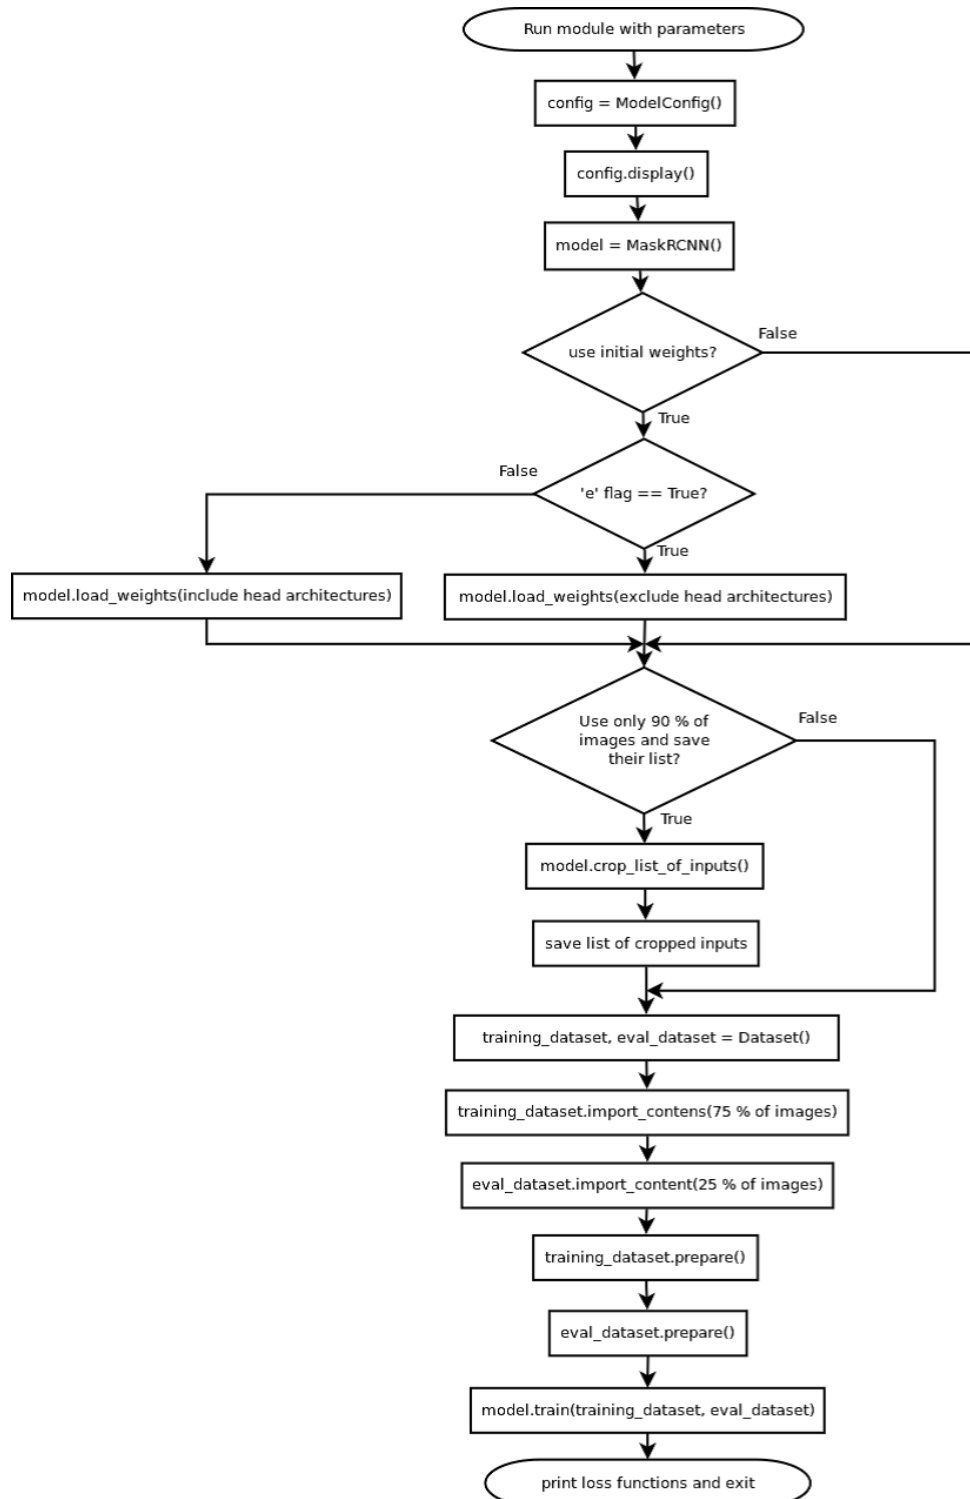 Run module with parameters
config = ModelConfig()
config.display()
model = MaskRCNN()
use initial weights?
False
True
'e' flag == True?
False
True
model.load_weights(include head architectures)
model.load_weights(exclude head architectures)
Use only 90 % of
images and save
their list?
False
True
model.crop_list_of_inputs()
save list of cropped inputs
training_dataset, eval_dataset = Dataset()
training_dataset.import_contens(75 % of images)
eval_dataset.import_content(25 % of images)
training_dataset.prepare()
eval_dataset.prepare()
model.train(training_dataset, eval_dataset)
print loss functions and exit